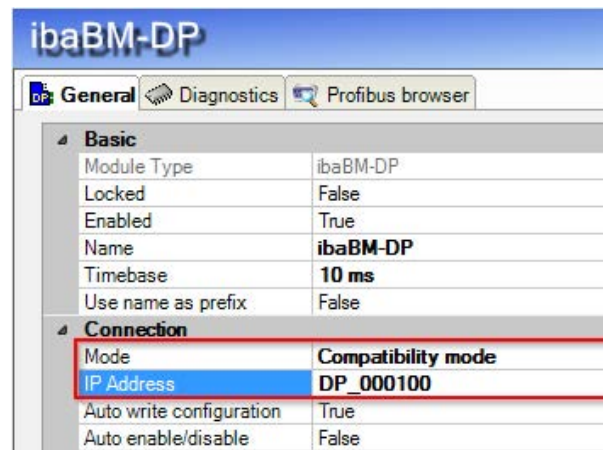 ibaBM-DP
DP General Diagnostics Profibus browser
Basic
Module Type ibaBM-DP
Locked False
Enabled True
Name ibaBM-DP
Timebase 10 ms
Use name as prefix False
Connection
Mode Compatibility mode
IP Address DP_000100
Auto write configuration True
Auto enable/disable False